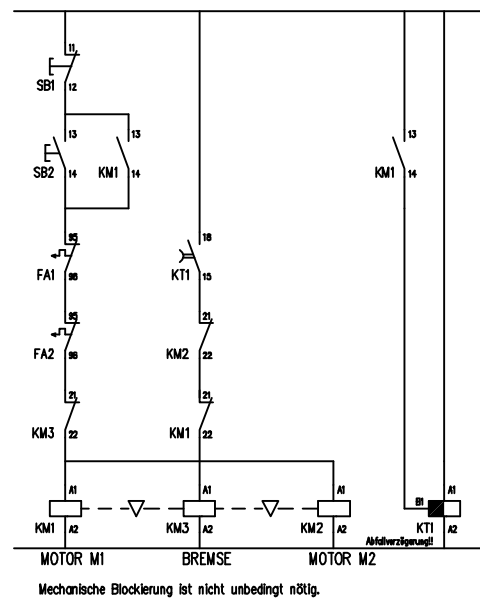 11
SB1
12
13
13
13
SB2
14
KM1
14
KM1
14
95
18
FA1
96
KT1
15
95
21
FA2
96
KM2
22
21
21
KM3
22
KM1
22
A1
A1
A1
B1
A1
KM1
A2
KM3
A2
KM2
A2
KT1
A2
Abfallverzögerung!!
MOTOR M1
BREMSE
MOTOR M2
Mechanische Blockierung ist nicht unbedingt nötig.